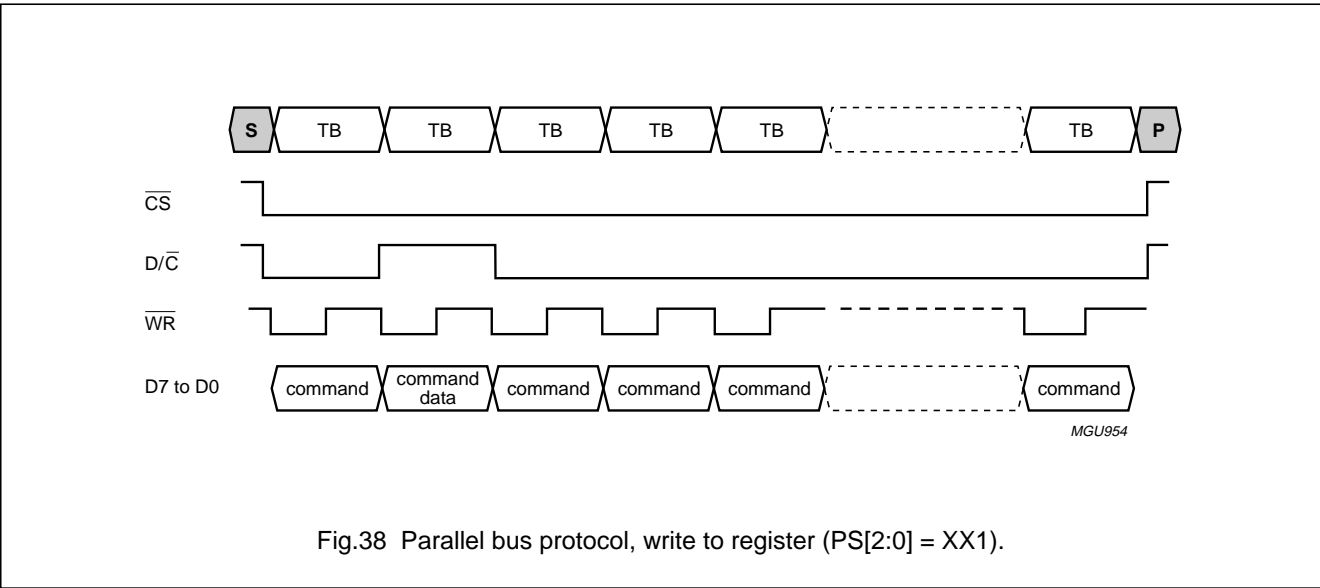 S TB TB TB TB TB TB P
CS
D/C
WR
D7 to D0 command command command command command command
data
MGU954
Fig.38 Parallel bus protocol, write to register (PS[2:0] = XX1).